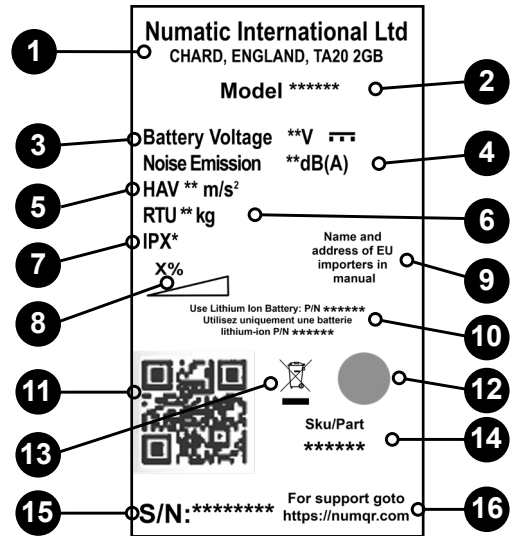 Numatic International Ltd
1
CHARD, ENGLAND, TA20 2GB
Model ******
2
3
Battery Voltage **V
Noise Emission **dB(A)
4
5
HAV ** m/s²
RTU ** kg
6
7
IPX*
Name and
address of EU
importers in
manual
9
X%
8
Use Lithium Ion Battery: P/N ******
Utilisez uniquement une batterie
lithium-ion P/N ******
10
11
12
13
Sku/Part
******
14
15
S/N:********
For support goto
https://numqr.com
16